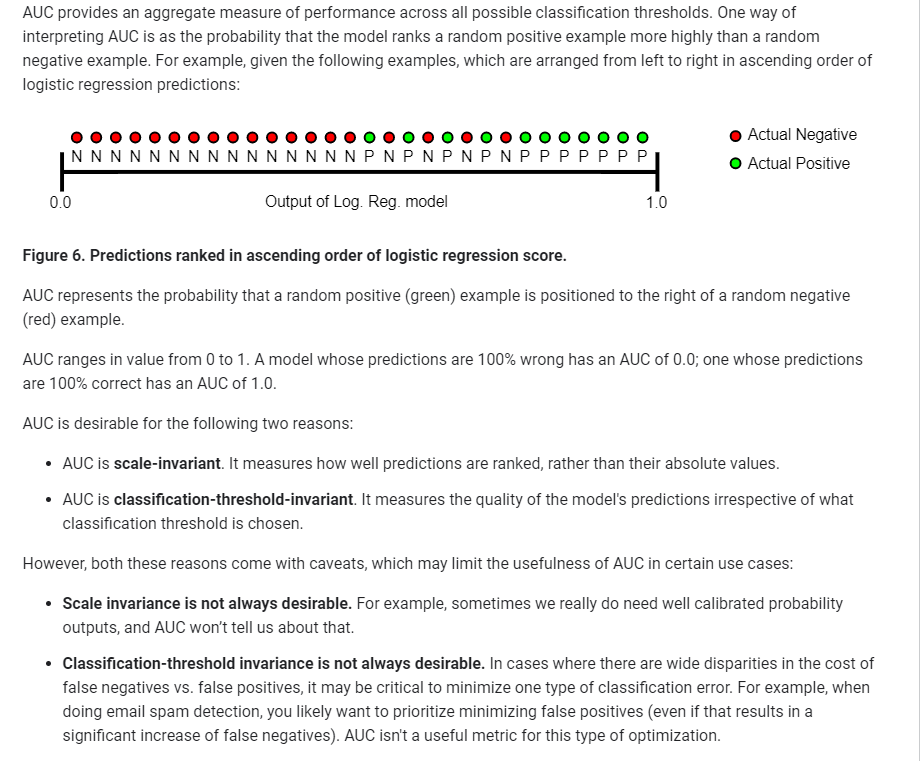 AUC provides an aggregate measure of performance across all possible classification thresholds. One way of
interpreting AUC is as the probability that the model ranks a random positive example more highly than a random
negative example. For example, given the following examples, which are arranged from left to right in ascending order of
logistic regression predictions:
Actual Negative
N N N N N N N N N N N N N N N P N P N P N P N P P P P P P P
Actual Positive
0.0 Output of Log. Reg. model 1.0
Figure 6. Predictions ranked in ascending order of logistic regression score.
AUC represents the probability that a random positive (green) example is positioned to the right of a random negative
(red) example.
AUC ranges in value from 0 to 1. A model whose predictions are 100% wrong has an AUC of 0.0; one whose predictions
are 100% correct has an AUC of 1.0.
AUC is desirable for the following two reasons:
• AUC is scale-invariant. It measures how well predictions are ranked, rather than their absolute values.
• AUC is classification-threshold-invariant. It measures the quality of the model's predictions irrespective of what
classification threshold is chosen.
However, both these reasons come with caveats, which may limit the usefulness of AUC in certain use cases:
• Scale invariance is not always desirable. For example, sometimes we really do need well calibrated probability
outputs, and AUC won’t tell us about that.
• Classification-threshold invariance is not always desirable. In cases where there are wide disparities in the cost of
false negatives vs. false positives, it may be critical to minimize one type of classification error. For example, when
doing email spam detection, you likely want to prioritize minimizing false positives (even if that results in a
significant increase of false negatives). AUC isn't a useful metric for this type of optimization.